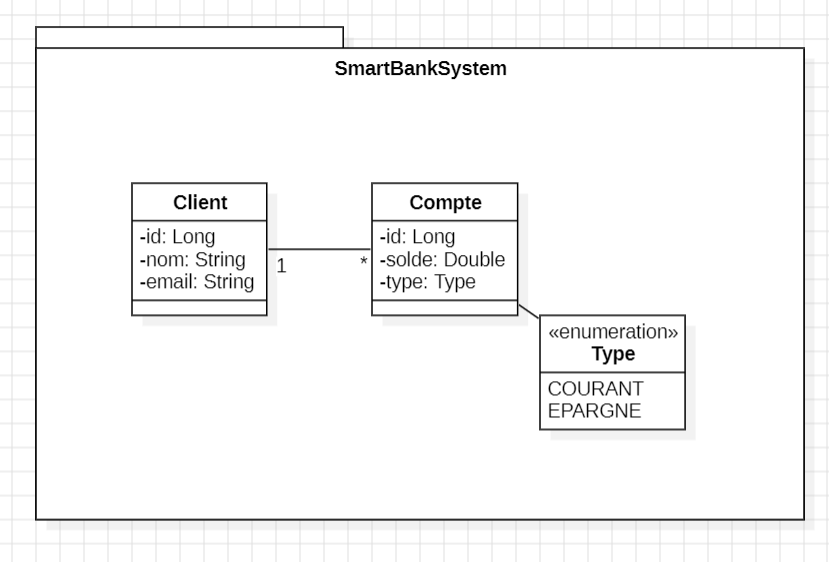 SmartBankSystem
Client
-id: Long
-nom: String
-email: String
1
*
Compte
-id: Long
-solde: Double
-type: Type
«enumeration»
Type
COURANT
EPARGNE